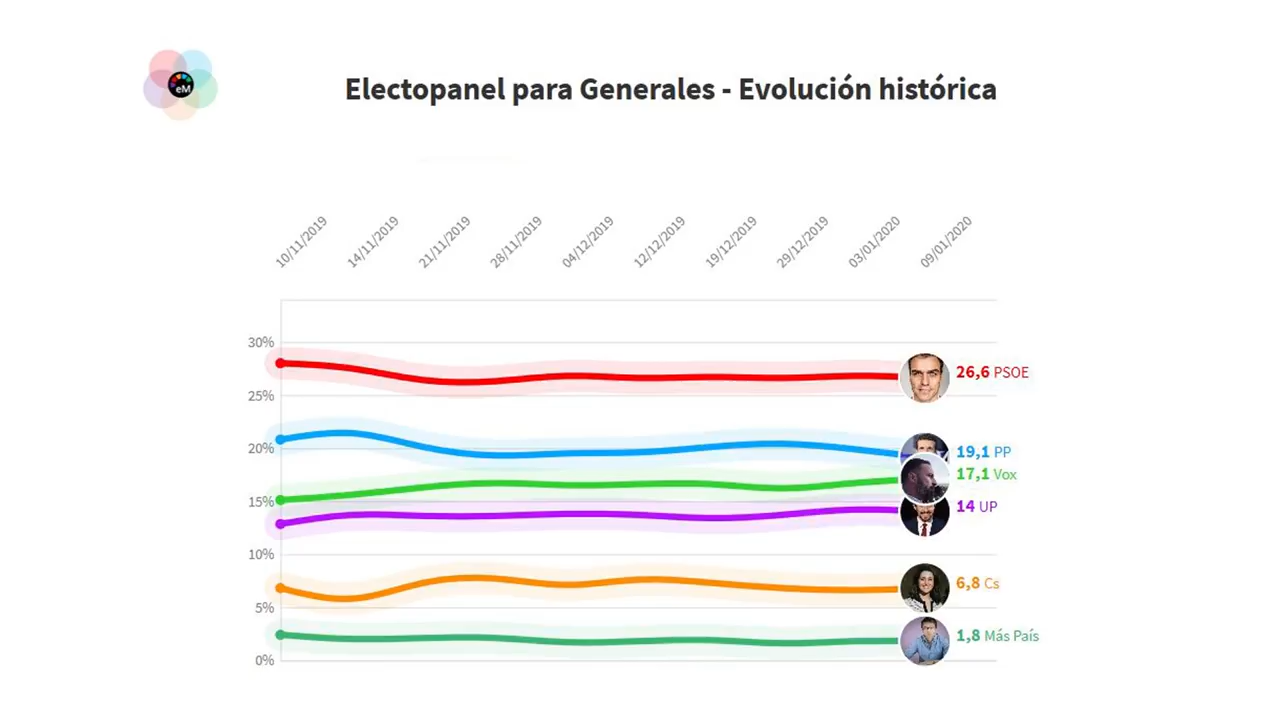 eM
Electopanel para Generales - Evolución histórica
10/11/2019
14/11/2019
21/11/2019
28/11/2019
04/12/2019
12/12/2019
19/12/2019
29/12/2019
03/01/2020
09/01/2020
30%
25%
20%
15%
10%
5%
0%
26,6 PSOE
19,1 PP
17,1 Vox
14 UP
6,8 Cs
1,8 Más País